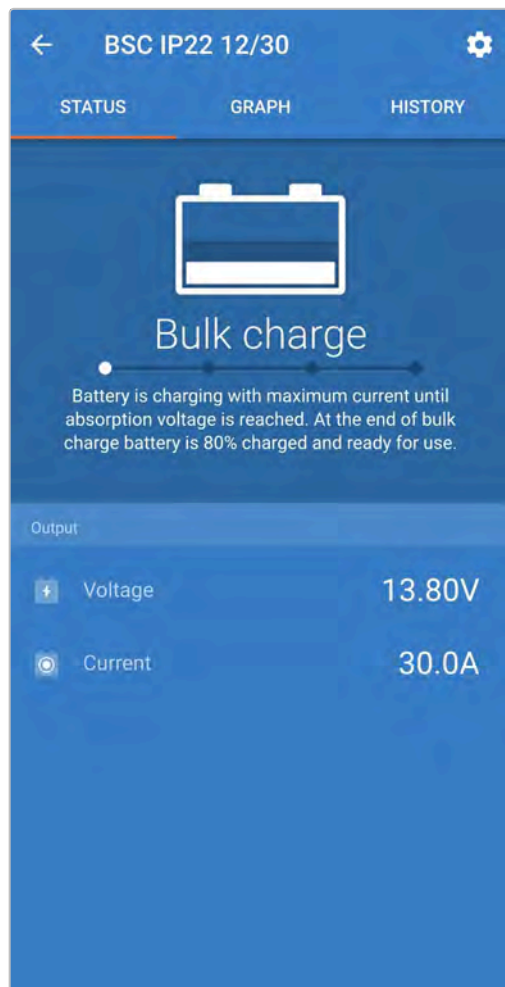 BSC IP22 12/30
STATUS GRAPH HISTORY
Bulk charge
Battery is charging with maximum current until
absorption voltage is reached. At the end of bulk
charge battery is 80% charged and ready for use.
Output
Voltage 13.80V
Current 30.0A